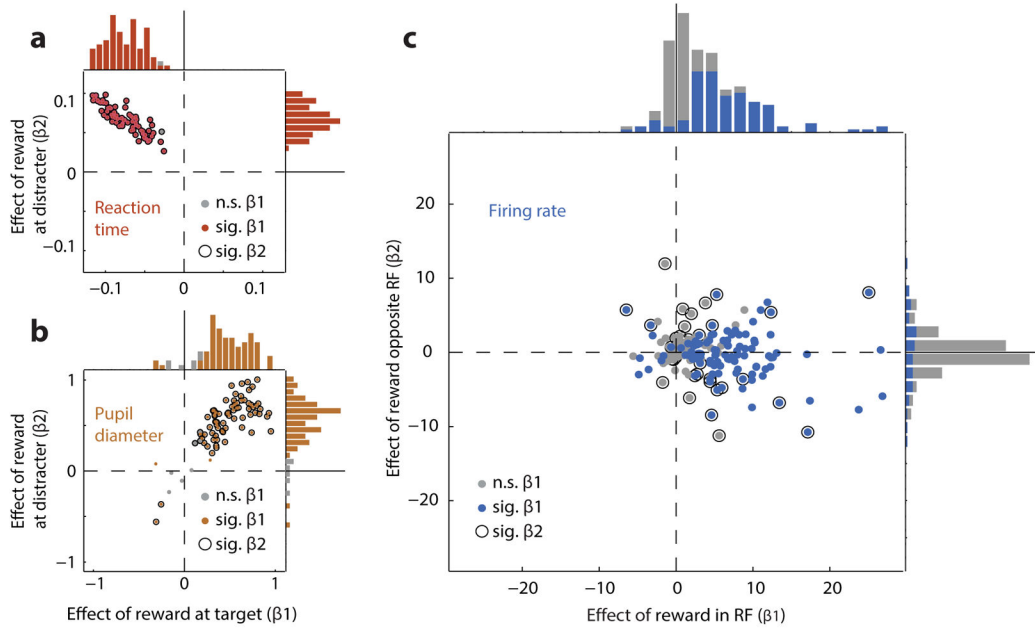 a
Effect of reward
at distracter (β2)
0.1
0
−0.1
Reaction
time
n.s. β1
sig. β1
sig. β2
−0.1
0
0.1
b
Effect of reward
at distracter (β2)
1
0
−1
Pupil
diameter
n.s. β1
sig. β1
sig. β2
−1
0
1
Effect of reward at target (β1)
c
Effect of reward opposite RF (β2)
20
10
0
−10
−20
Firing rate
n.s. β1
sig. β1
sig. β2
−20
−10
0
10
20
Effect of reward in RF (β1)